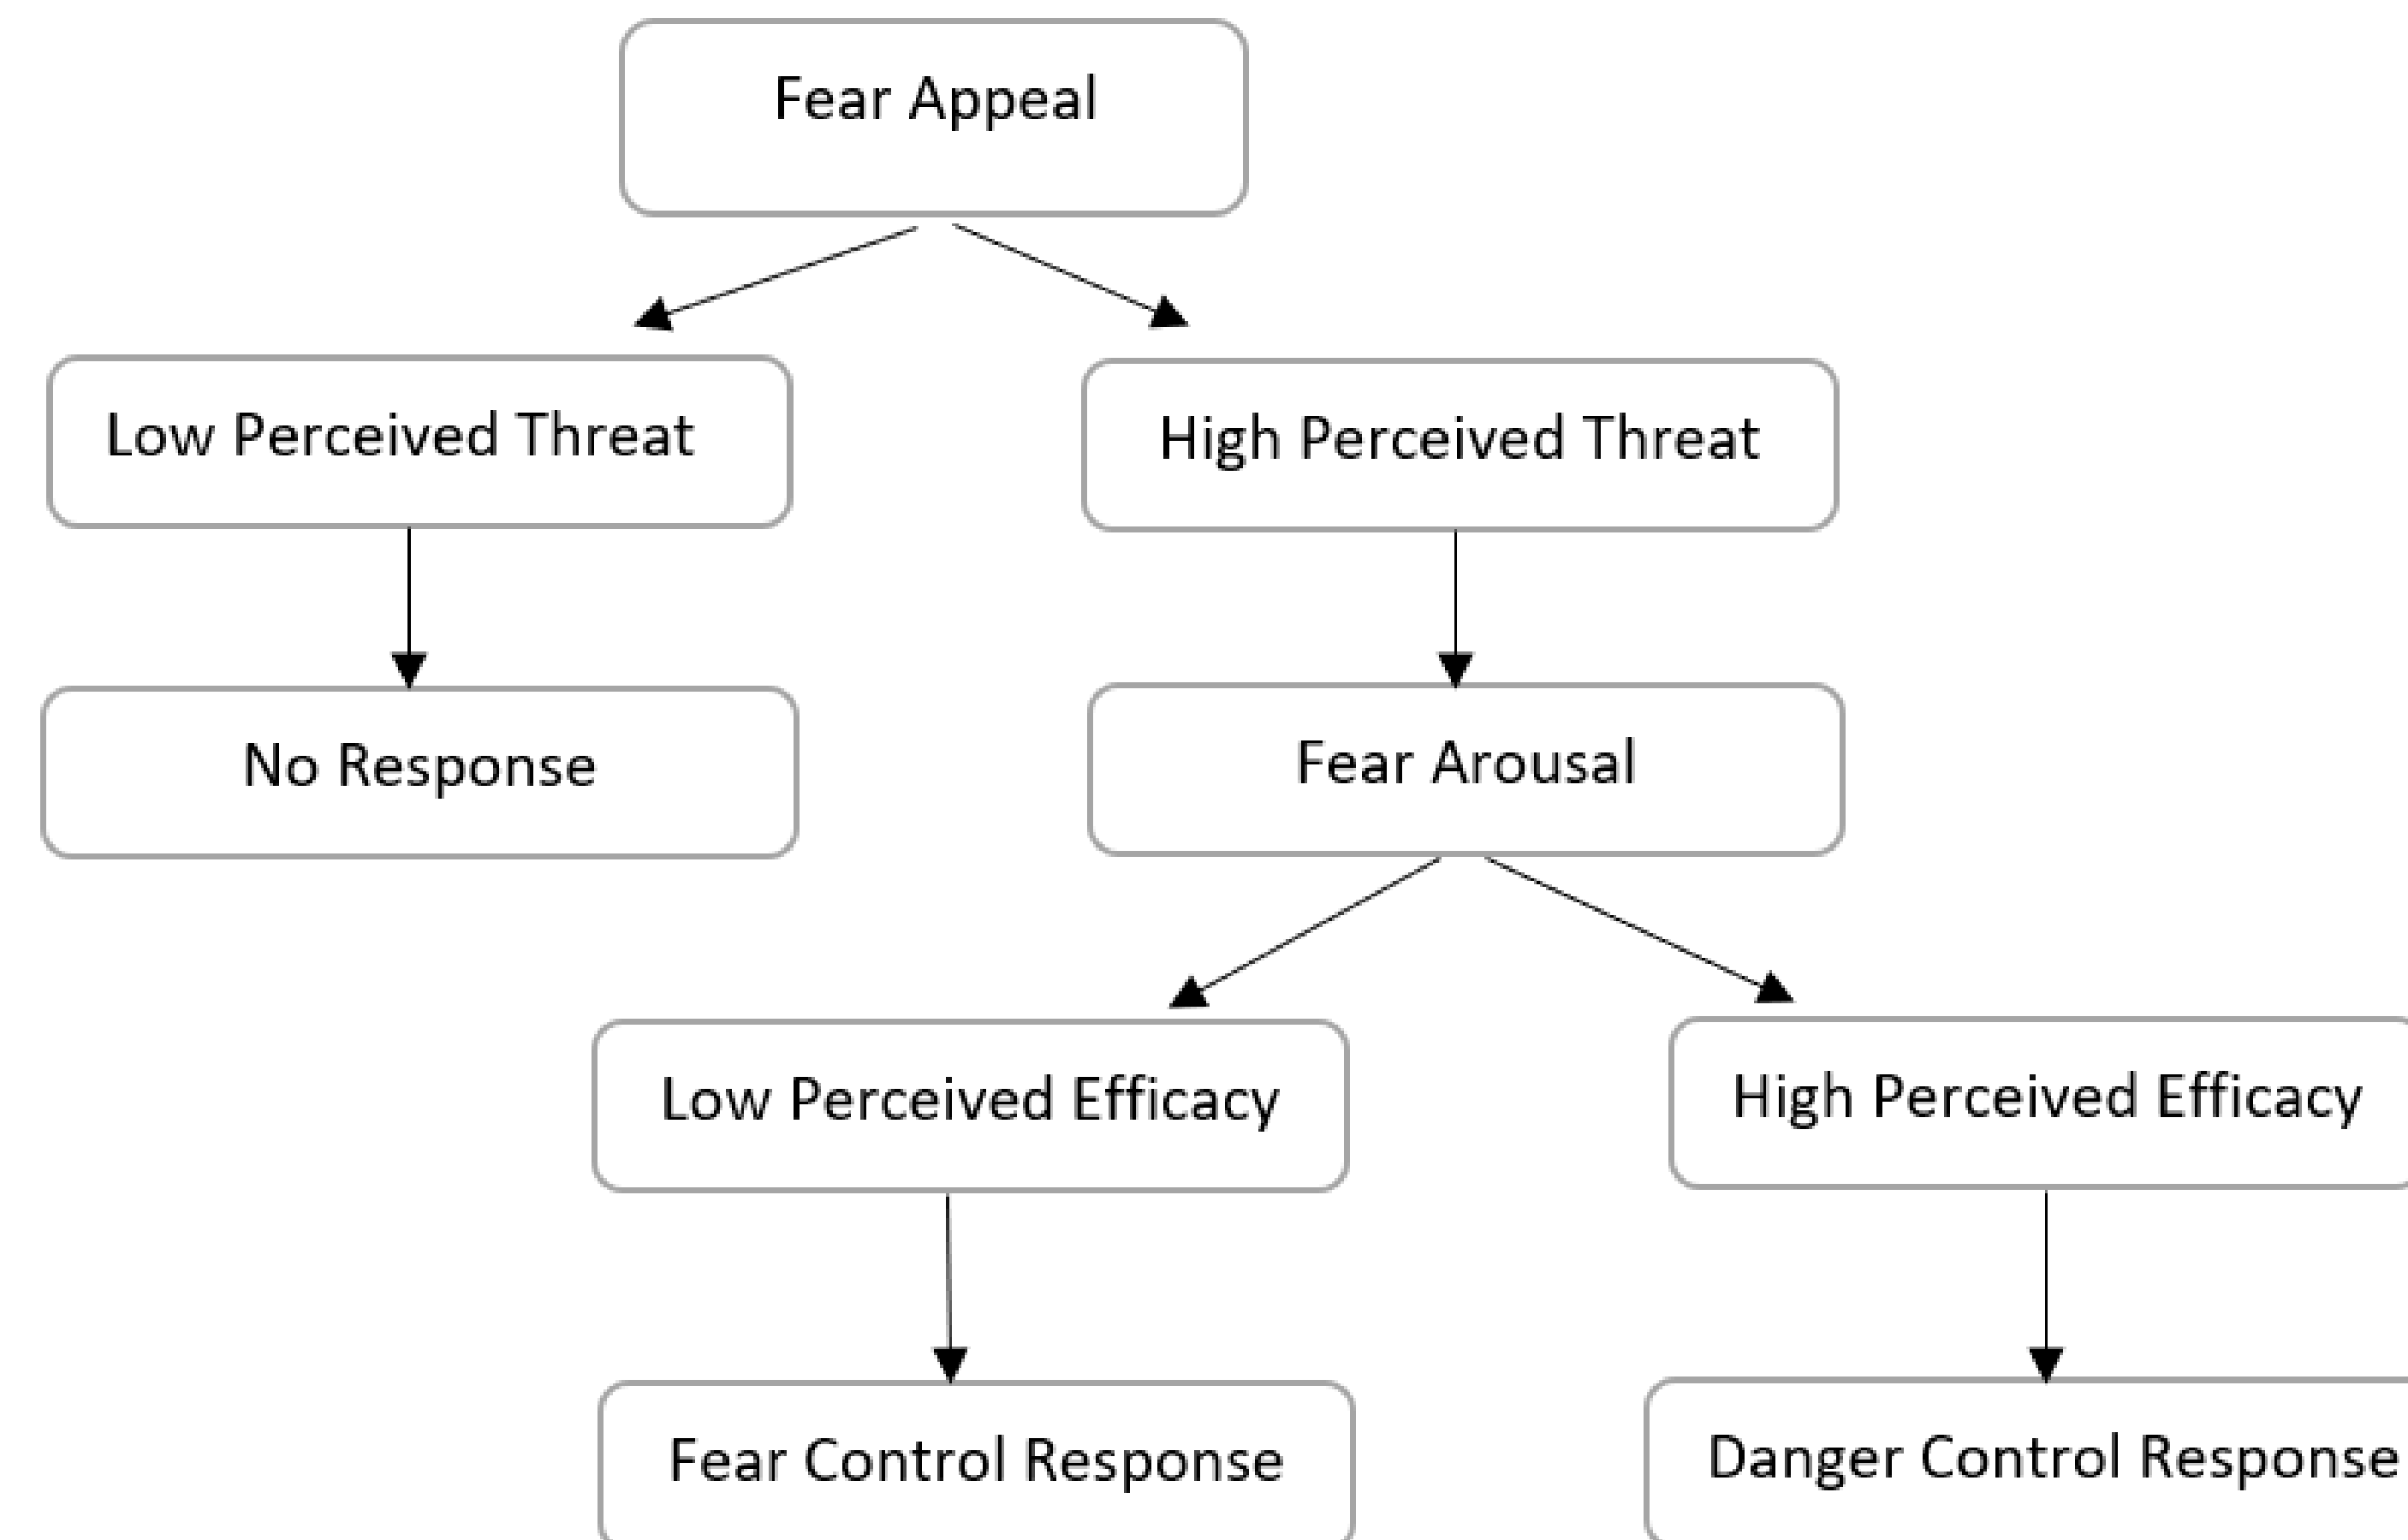 Fear Appeal
Low Perceived Threat
High Perceived Threat
No Response
Fear Arousal
Low Perceived Efficacy
High Perceived Efficacy
Fear Control Response
Danger Control Response